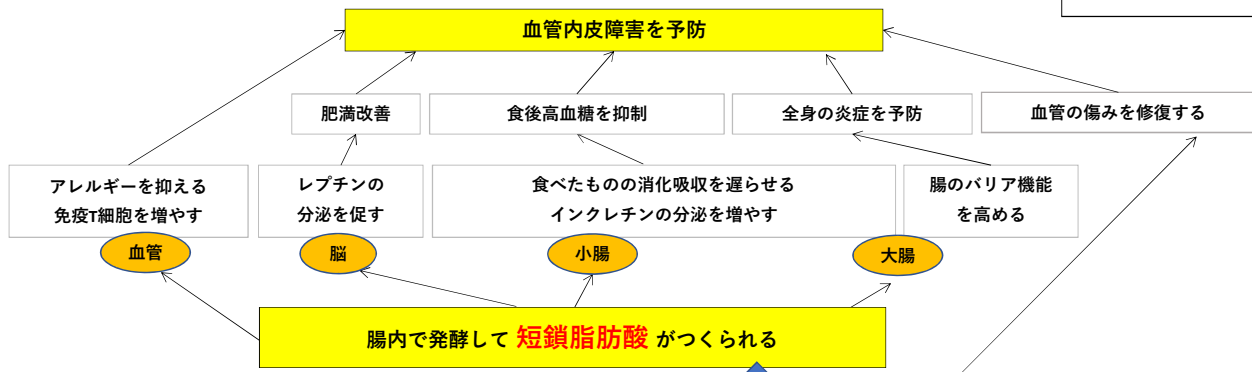 血管内皮障害を予防
肥満改善
食後高血糖を抑制
全身の炎症を予防
血管の傷みを修復する
アレルギーを抑える
免疫T細胞を増やす
レプチンの
分泌を促す
食べたものの消化吸収を遅らせる
インクレチンの分泌を増やす
腸のバリア機能
を高める
血管
脳
小腸
大腸
腸内で発酵して 短鎖脂肪酸 がつくられる